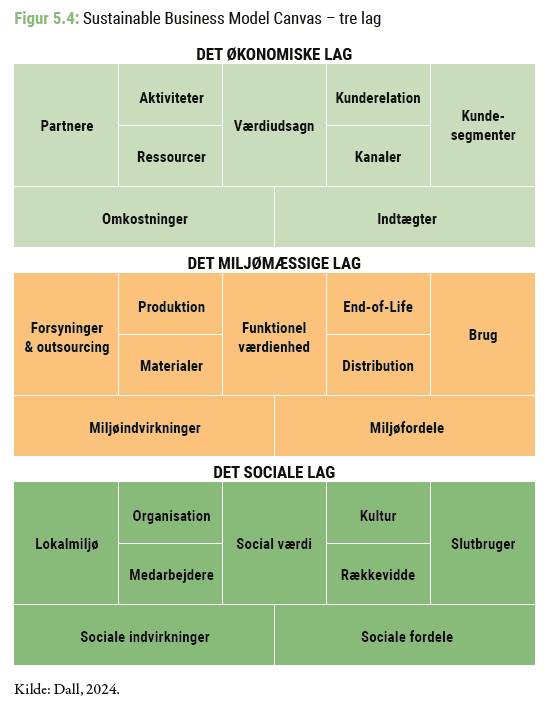 Figur 5.4: Sustainable Business Model Canvas – tre lag
DET ØKONOMISKE LAG
Partnere
Aktiviteter
Ressourcer
Værdiudsagn
Kunderelation
Kanaler
Kunde-
segmenter
Omkostninger
Indtægter
DET MILJØMÆSSIGE LAG
Forsyninger
& outsourcing
Produktion
Materialer
Funktionel
værdienhed
End-of-Life
Distribution
Brug
Miljøindvirkninger
Miljøfordele
DET SOCIALE LAG
Lokalmiljø
Organisation
Medarbejdere
Social værdi
Kultur
Rækkevidde
Slutbruger
Sociale indvirkninger
Sociale fordele
Kilde: Dall, 2024.